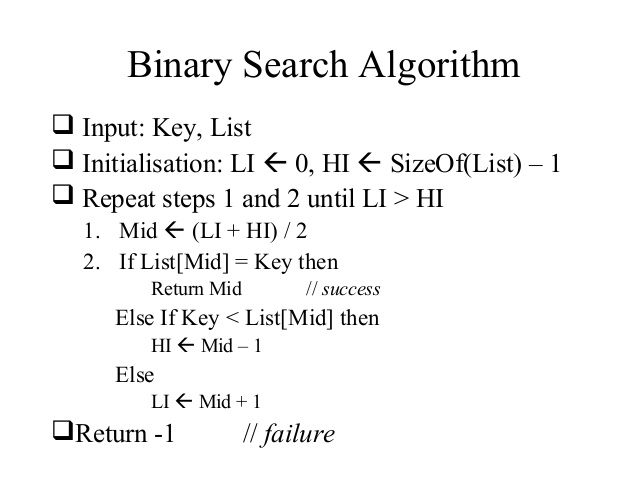 Binary Search Algorithm
❑ Input: Key, List
❑ Initialisation: LI ← 0, HI ← SizeOf(List) – 1
❑ Repeat steps 1 and 2 until LI > HI
1. Mid ← (LI + HI) / 2
2. If List[Mid] = Key then
Return Mid // success
Else If Key < List[Mid] then
HI ← Mid – 1
Else
LI ← Mid + 1
❑Return -1 // failure